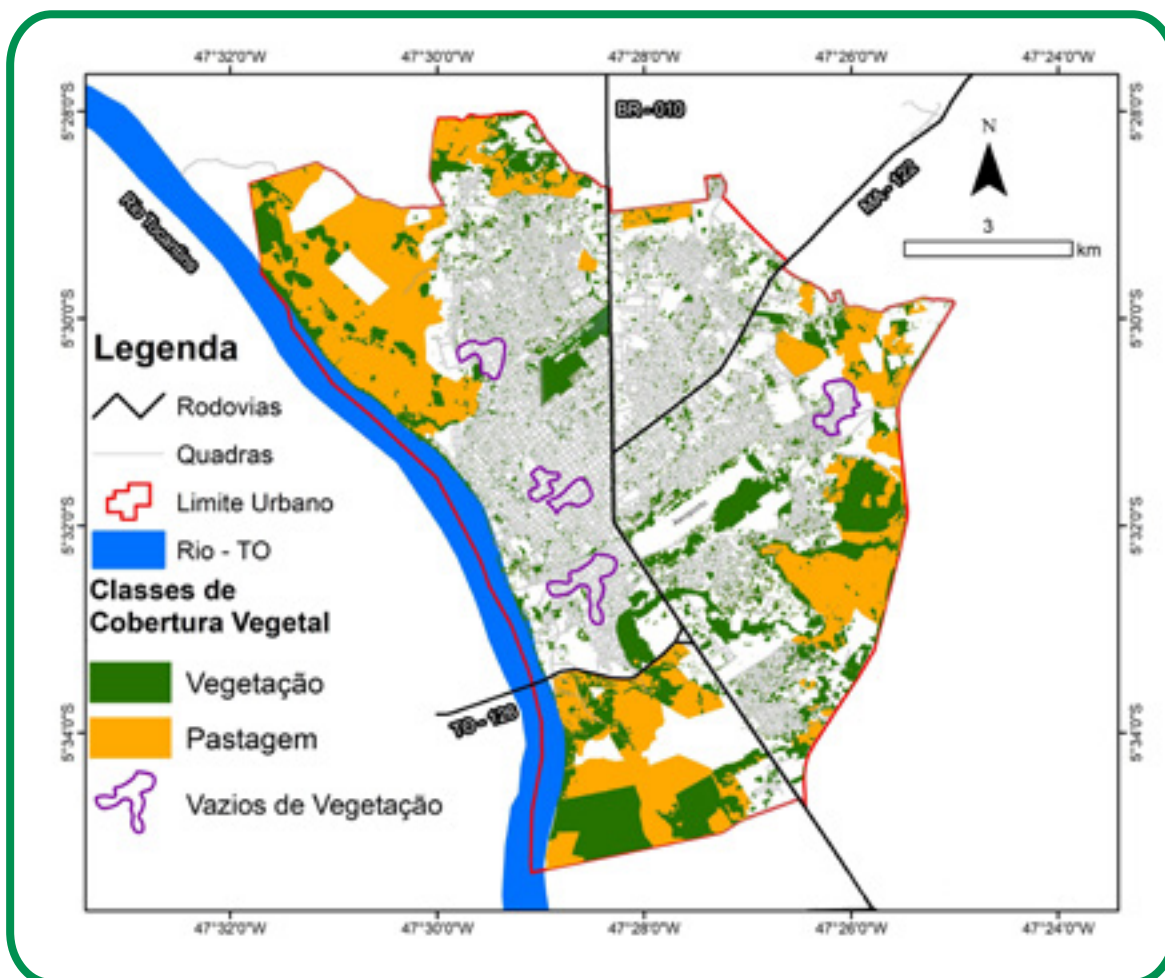 47°32'0"W 47°30'0"W 47°28'0"W 47°26'0"W 47°24'0"W
5°28'0"S 5°28'0"S
BR - 010
N
MA - 122
Rio Tocantins
3
km
5°30'0"S 5°30'0"S
Legenda
Rodovias
Quadras
Limite Urbano
Rio - TO
5°32'0"S 5°32'0"S
Aeroporto
Classes de
Cobertura Vegetal
Vegetação
Pastagem
Vazios de Vegetação
TO - 126
5°34'0"S 5°34'0"S
47°32'0"W 47°30'0"W 47°28'0"W 47°26'0"W 47°24'0"W